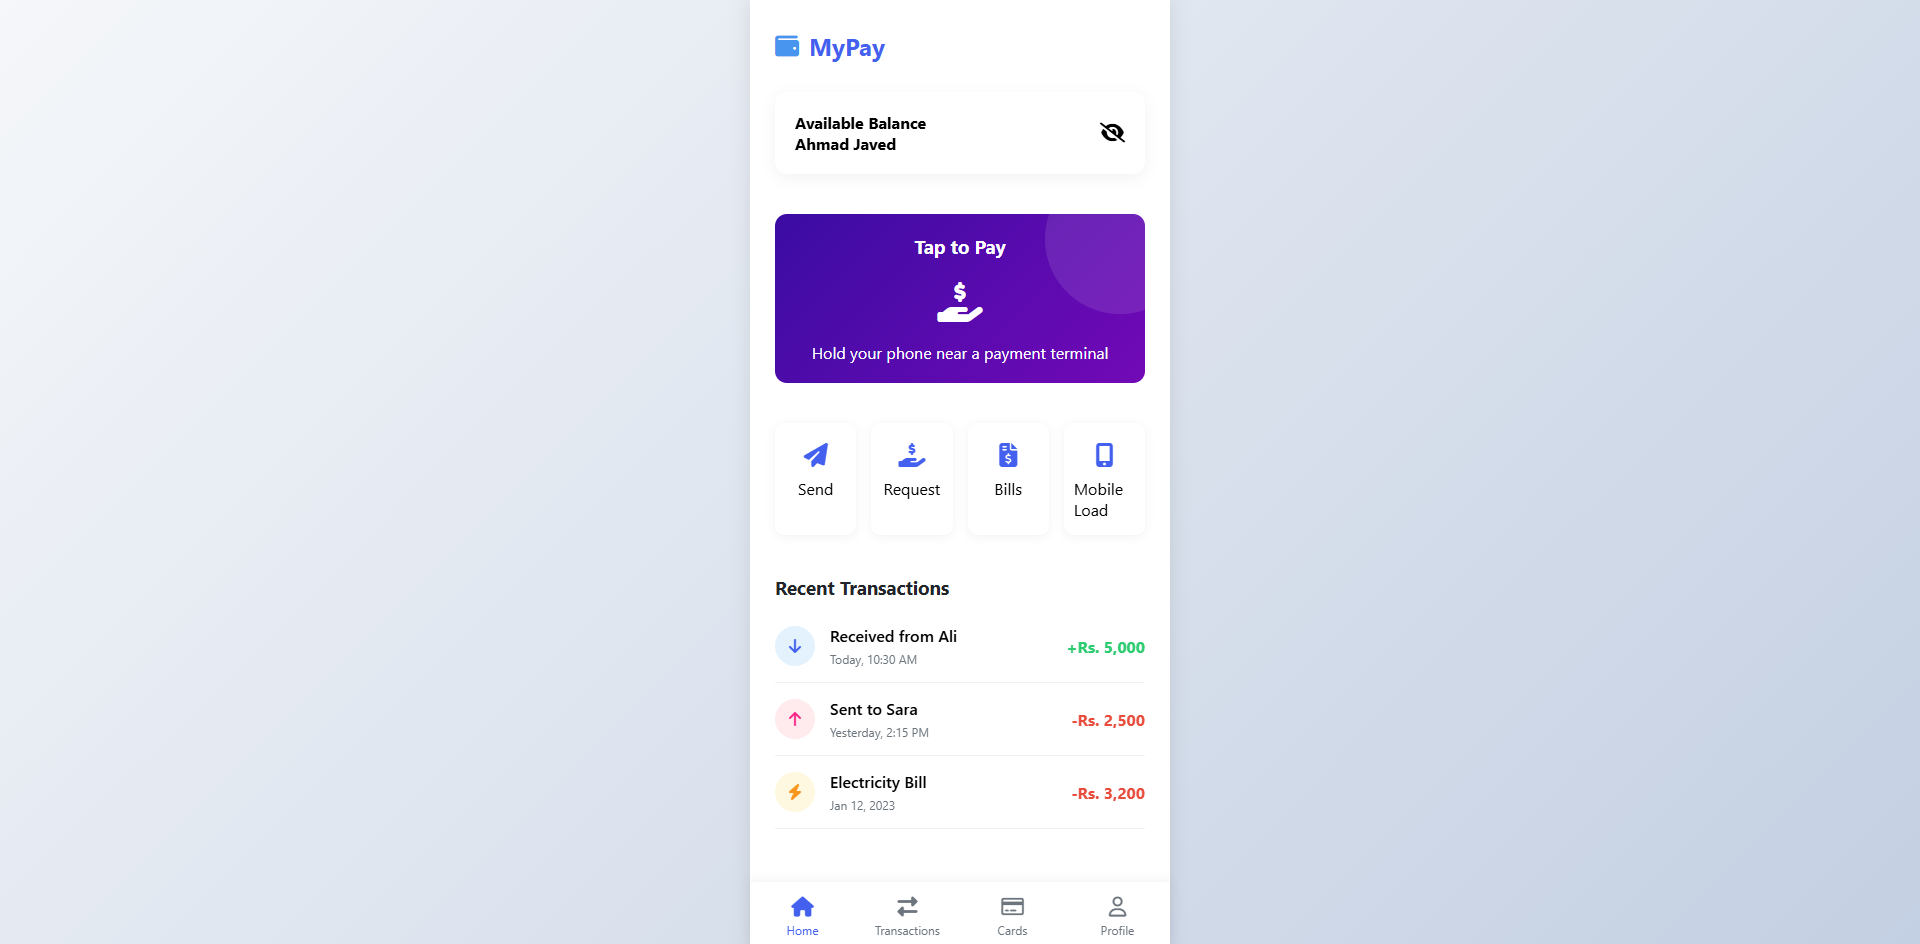 MyPay
Available Balance
Ahmad Javed
Tap to Pay
$
Hold your phone near a payment terminal
Send
$
Request
$
Bills
Mobile
Load
Recent Transactions
Received from Ali
Today, 10:30 AM
+Rs. 5,000
Sent to Sara
Yesterday, 2:15 PM
-Rs. 2,500
Electricity Bill
Jan 12, 2023
-Rs. 3,200
Home
Transactions
Cards
Profile